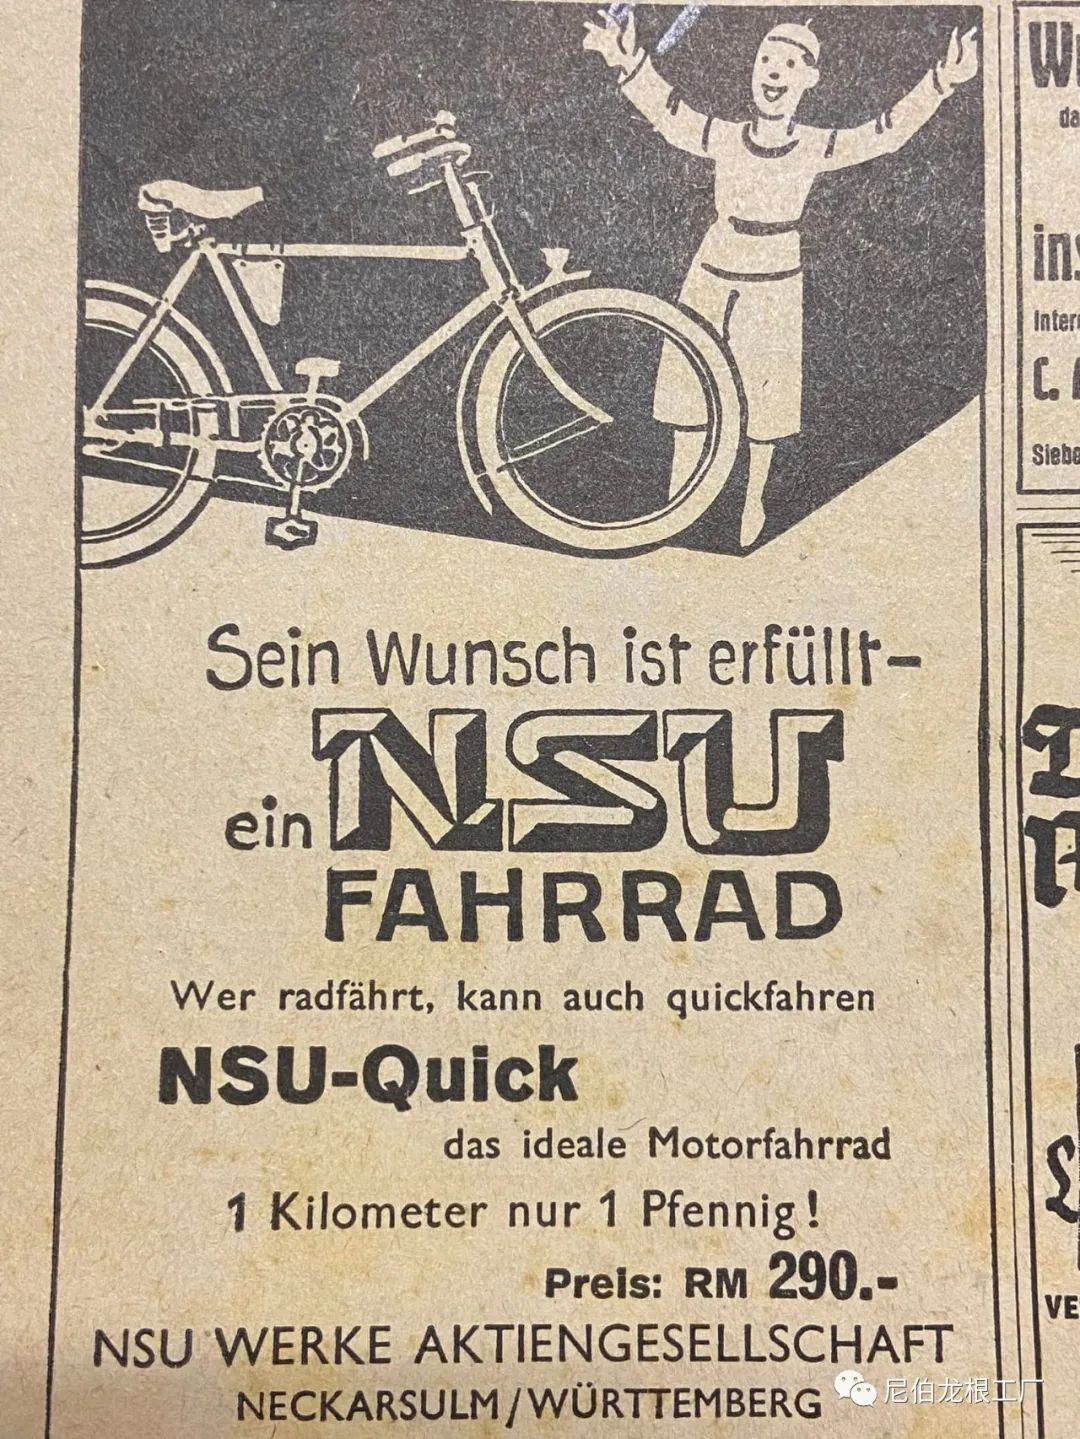 Sein Wunsch ist erfüllt-
ein NSU
FAHRRAD
Wer radfährt, kann auch quickfahren
NSU-Quick
das ideale Motorfahrrad
1 Kilometer nur 1 Pfennig!
Preis: RM 290.-
NSU WERKE AKTIENGESELLSCHAFT
NECKARSULM/WÜRTTEMBERG
尼伯龙根工厂